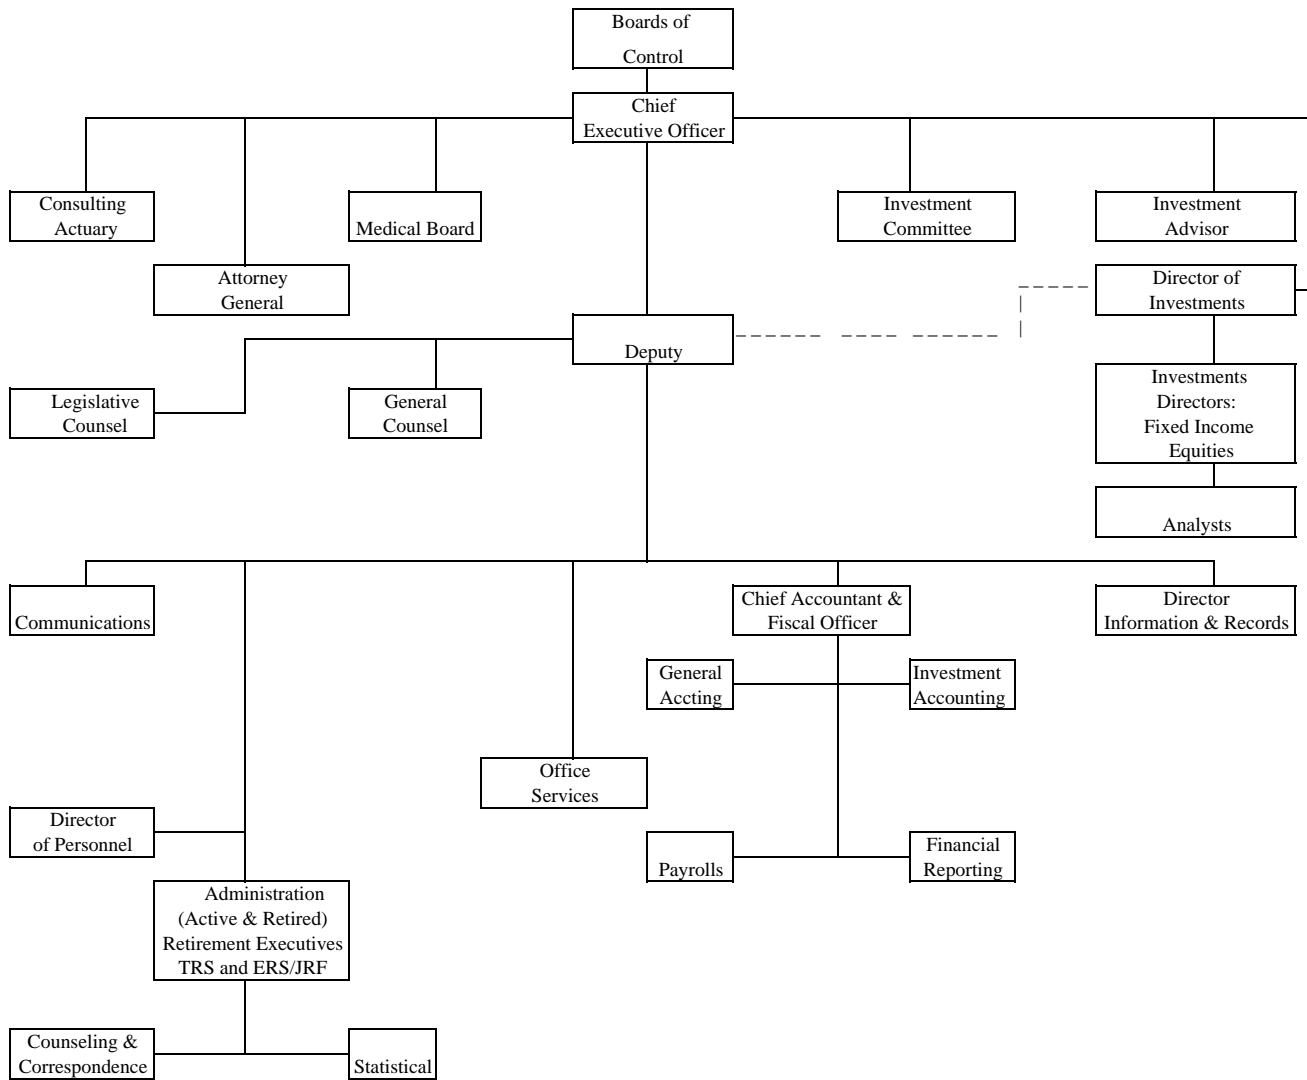 Boards of
Control
Chief
Executive Officer
Consulting
Actuary
Medical Board
Investment
Committee
Investment
Advisor
Attorney
General
Director of
Investments
Deputy
Legislative
Counsel
General
Counsel
Investments
Directors:
Fixed Income
Equities
Analysts
Communications
Chief Accountant &
Fiscal Officer
Director
Information & Records
General
Accting
Investment
Accounting
Office
Services
Director
of Personnel
Payrolls
Financial
Reporting
Administration
(Active & Retired)
Retirement Executives
TRS and ERS/JRF
Counseling &
Correspondence
Statistical